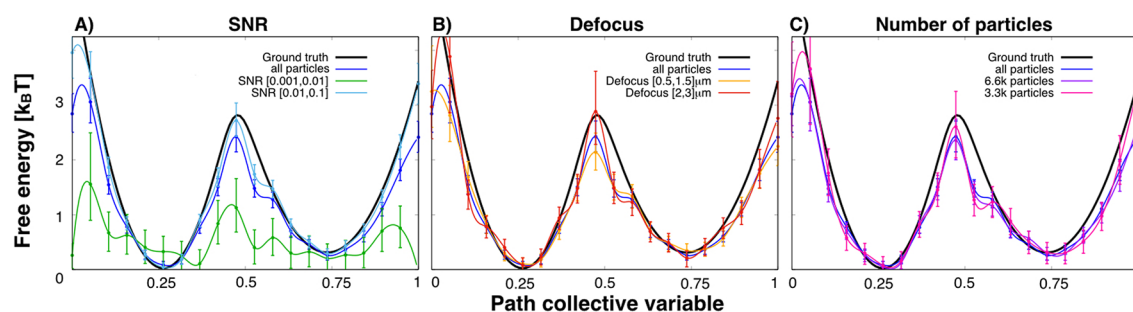 A) SNR
B) Defocus
C) Number of particles
Free energy [kBT]
3
2
1
0
Ground truth
all particles
SNR [0.001,0.01]
SNR [0.01,0.1]
Ground truth
all particles
Defocus [0.5,1.5]μm
Defocus [2,3]μm
Ground truth
all particles
6.6k particles
3.3k particles
0.25 0.5 0.75 1
0 0.25 0.5 0.75 1
0 0.25 0.5 0.75
Path collective variable